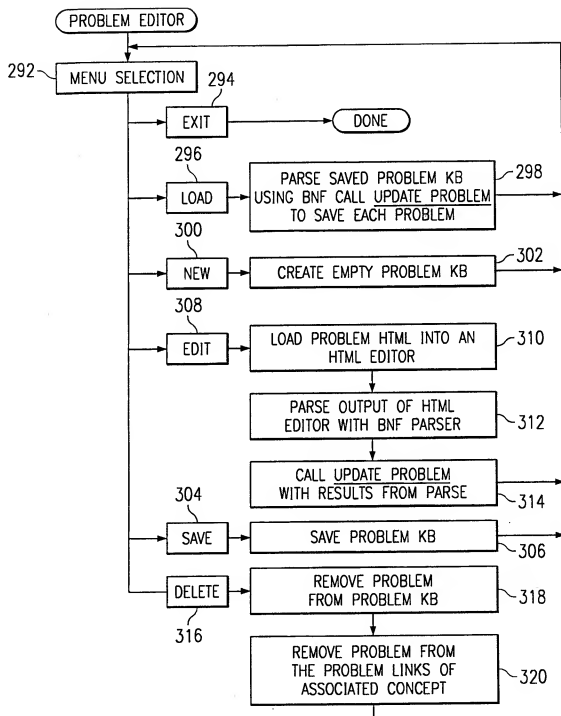 PROBLEM EDITOR
292
MENU SELECTION
294
EXIT
DONE
296
LOAD
PARSE SAVED PROBLEM KB
USING BNF CALL UPDATE PROBLEM
TO SAVE EACH PROBLEM
298
300
NEW
CREATE EMPTY PROBLEM KB
302
308
EDIT
LOAD PROBLEM HTML INTO AN
HTML EDITOR
310
PARSE OUTPUT OF HTML
EDITOR WITH BNF PARSER
312
CALL UPDATE PROBLEM
WITH RESULTS FROM PARSE
314
304
SAVE
SAVE PROBLEM KB
306
DELETE
316
REMOVE PROBLEM
FROM PROBLEM KB
318
REMOVE PROBLEM FROM
THE PROBLEM LINKS OF
ASSOCIATED CONCEPT
320